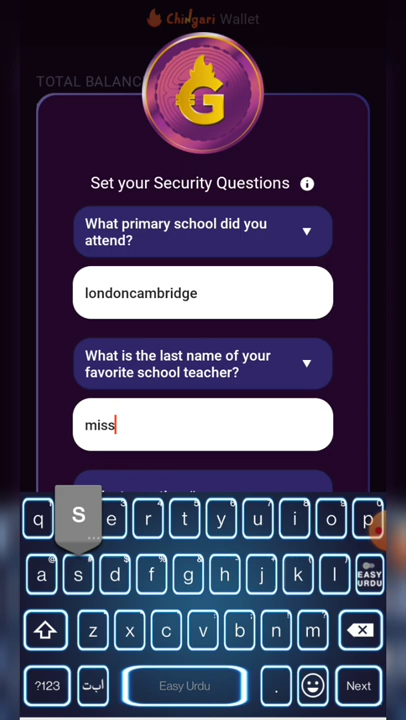 Chingari Wallet
TOTAL BALANC
G
Set your Security Questions i
What primary school did you
attend?
londoncambridge
What is the last name of your
favorite school teacher?
miss
S
q e r t y u i o p
a s d f g h j k l EASY
URDU
z x c v b n m
?123 اب‌ت Easy Urdu . Next